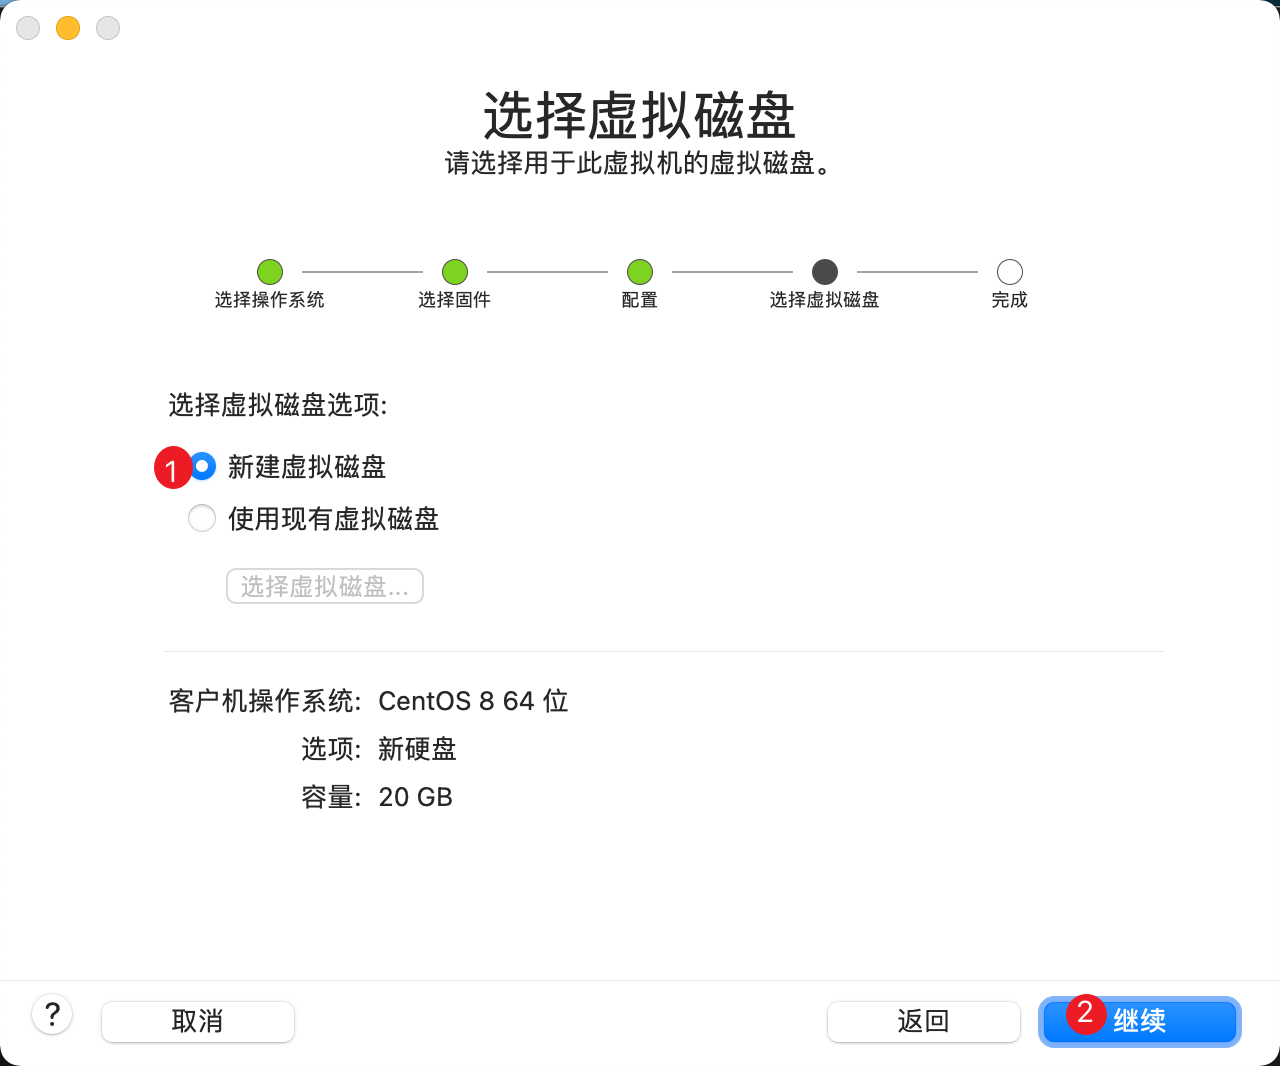 选择虚拟磁盘
请选择用于此虚拟机的虚拟磁盘。
选择操作系统
选择固件
配置
选择虚拟磁盘
完成
选择虚拟磁盘选项:
1 新建虚拟磁盘
使用现有虚拟磁盘
选择虚拟磁盘...
客户机操作系统: CentOS 8 64 位
选项: 新硬盘
容量: 20 GB
?
取消
返回
2 继续